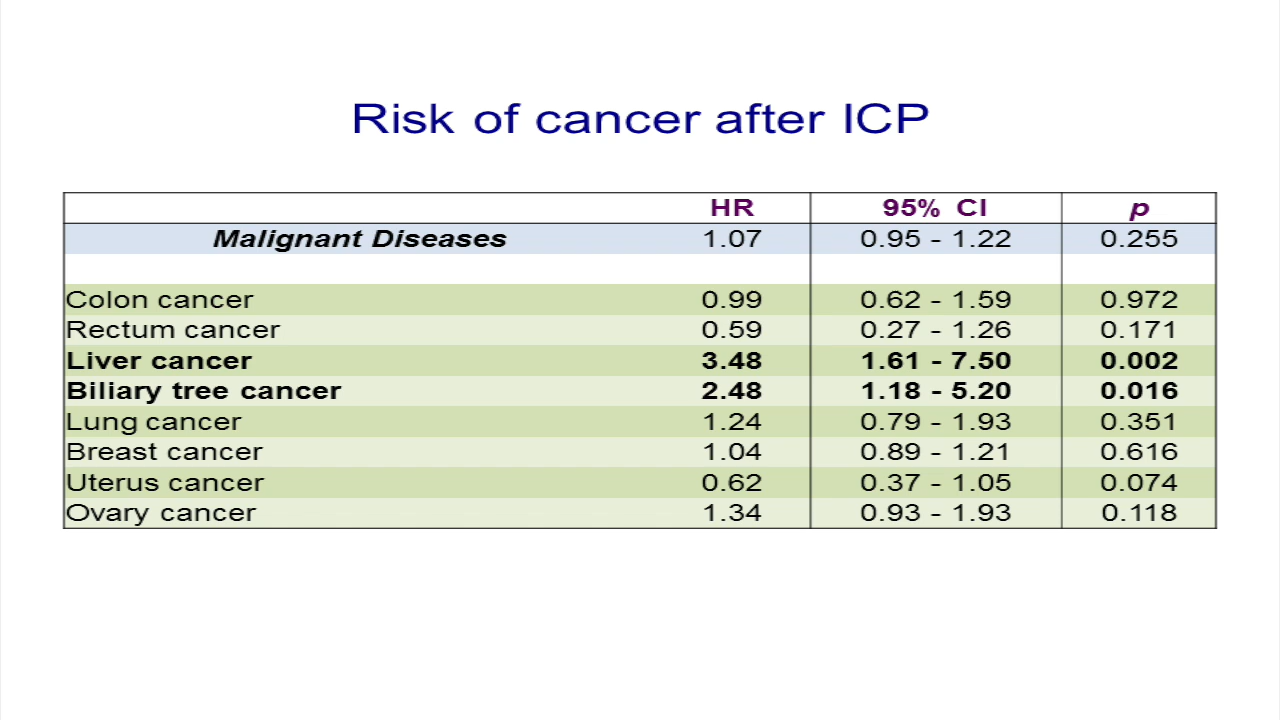 Risk of cancer after ICP
HR 95% CI p
Malignant Diseases 1.07 0.95 - 1.22 0.255
Colon cancer 0.99 0.62 - 1.59 0.972
Rectum cancer 0.59 0.27 - 1.26 0.171
Liver cancer 3.48 1.61 - 7.50 0.002
Biliary tree cancer 2.48 1.18 - 5.20 0.016
Lung cancer 1.24 0.79 - 1.93 0.351
Breast cancer 1.04 0.89 - 1.21 0.616
Uterus cancer 0.62 0.37 - 1.05 0.074
Ovary cancer 1.34 0.93 - 1.93 0.118